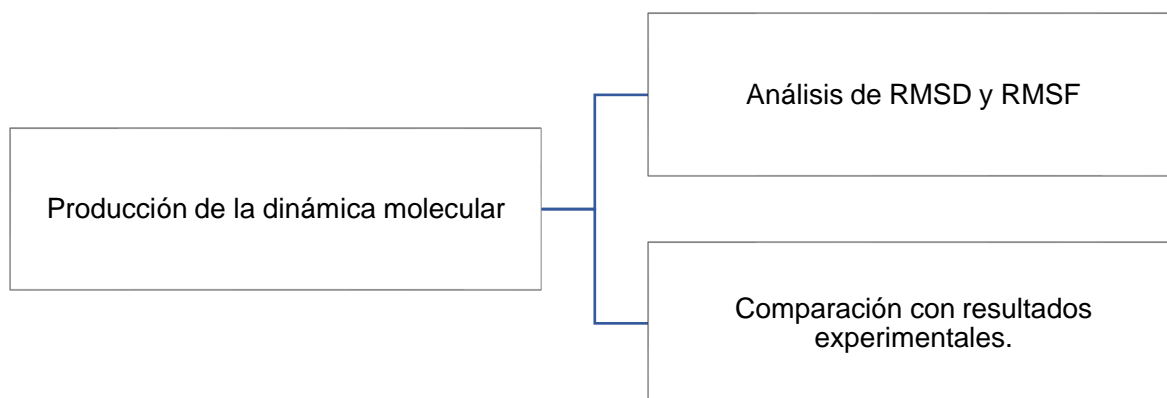 Análisis de RMSD y RMSF
Producción de la dinámica molecular
Comparación con resultados
experimentales.